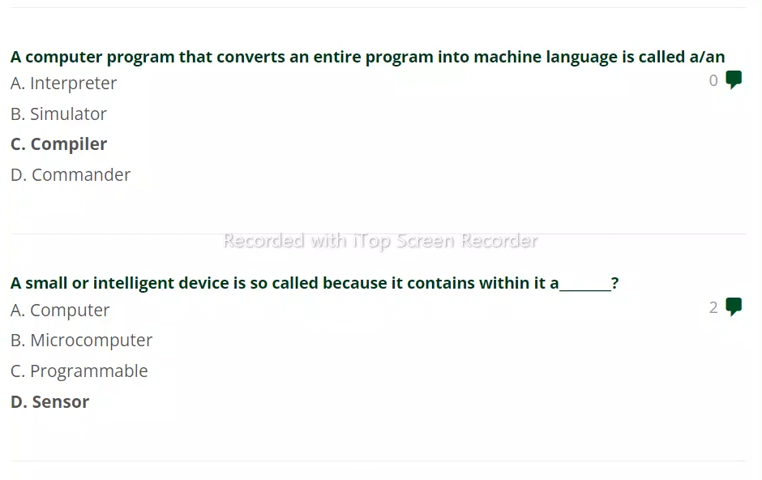 A computer program that converts an entire program into machine language is called a/an
A. Interpreter
0
B. Simulator
C. Compiler
D. Commander
Recorded with iTop Screen Recorder
A small or intelligent device is so called because it contains within it a_______?
A. Computer
2
B. Microcomputer
C. Programmable
D. Sensor